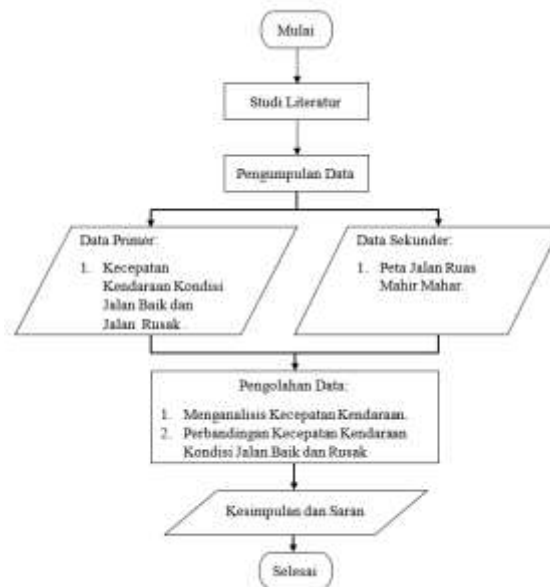 Mulai
Studi Literatur
Pengumpulan Data
Data Primer:
1. Kecepatan
Kendaraan Kondisi
Jalan Baik dan
Jalan Rusak
Data Sekunder:
1. Peta Jalan Ruas
Mahir Mahar.
Pengolahan Data:
1. Menganalisis Kecepatan Kendaraan.
2. Perbandingan Kecepatan Kendaraan
Kondisi Jalan Baik dan Rusak
Kesimpulan dan Saran
Selesai